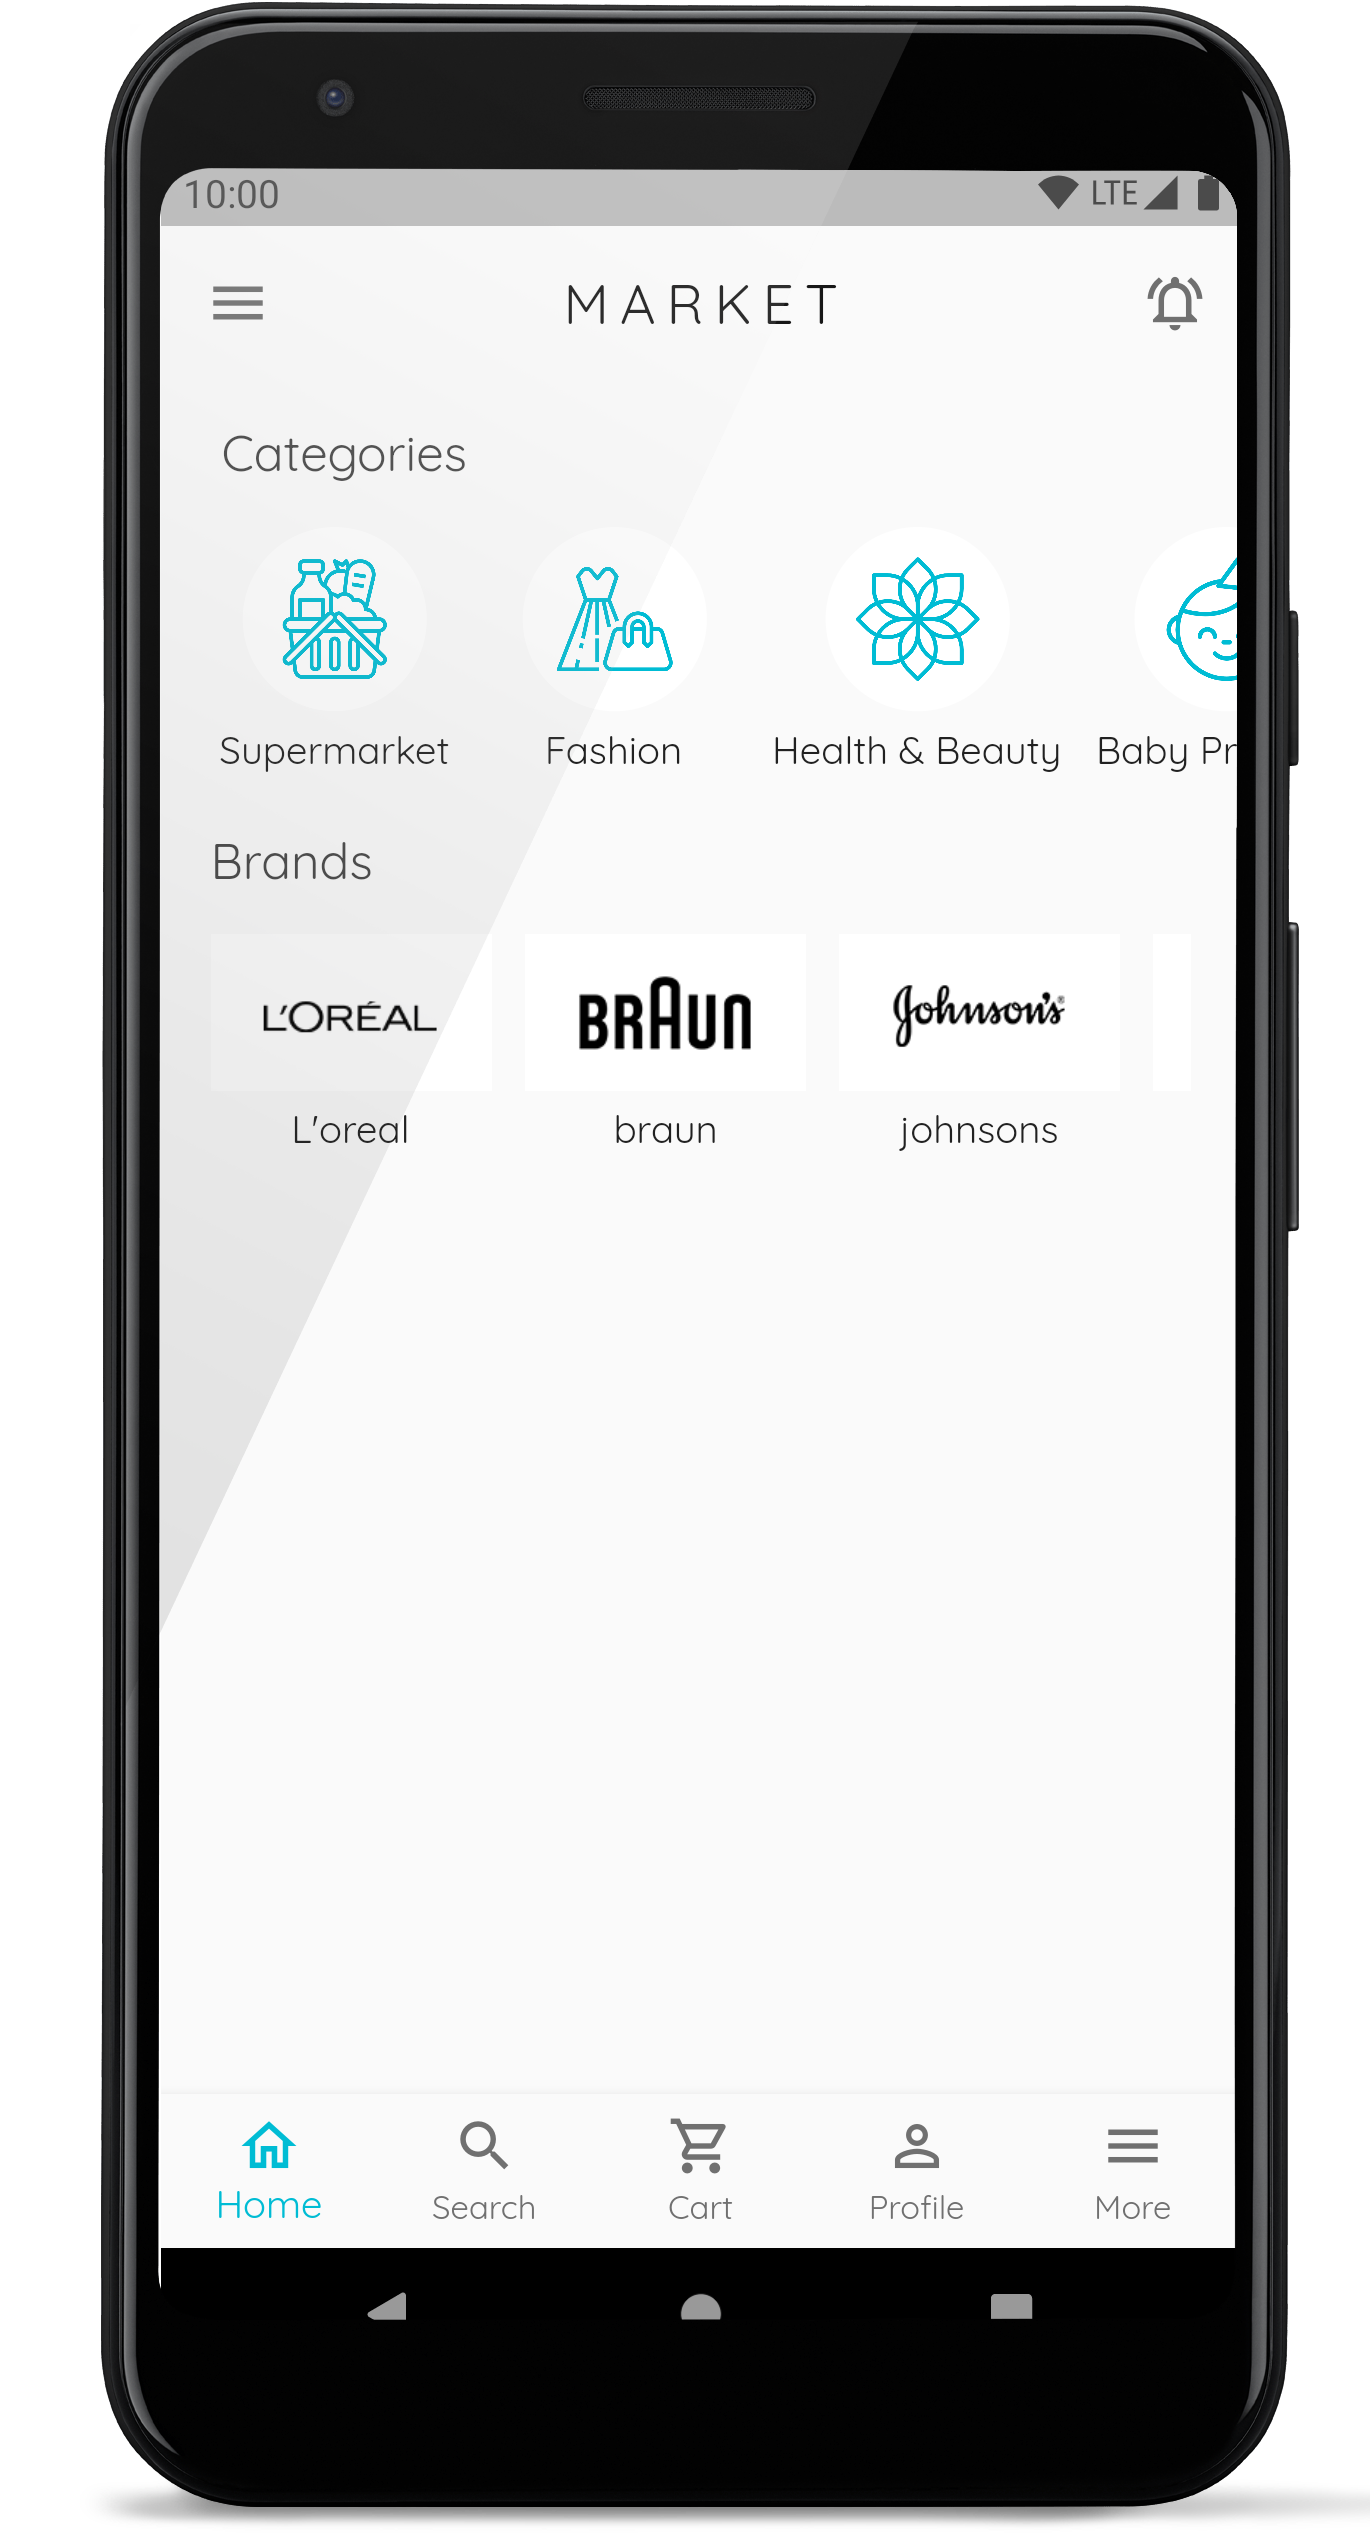 10:00 LTE
MARKET
Categories
Supermarket Fashion Health & Beauty Baby Pr
Brands
L'ORÉAL BRAUN Johnson's®
L'oreal braun johnsons
Home Search Cart Profile More